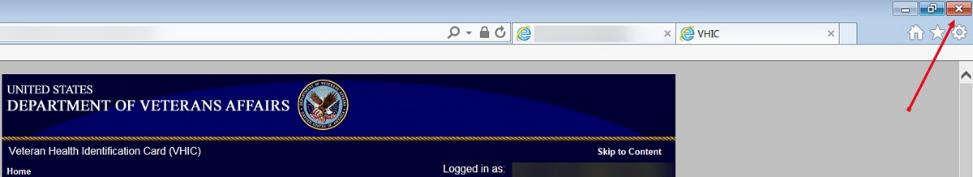 VHIC
UNITED STATES
DEPARTMENT OF VETERANS AFFAIRS
Veteran Health Identification Card (VHIC)
Skip to Content
Logged in as:
Home